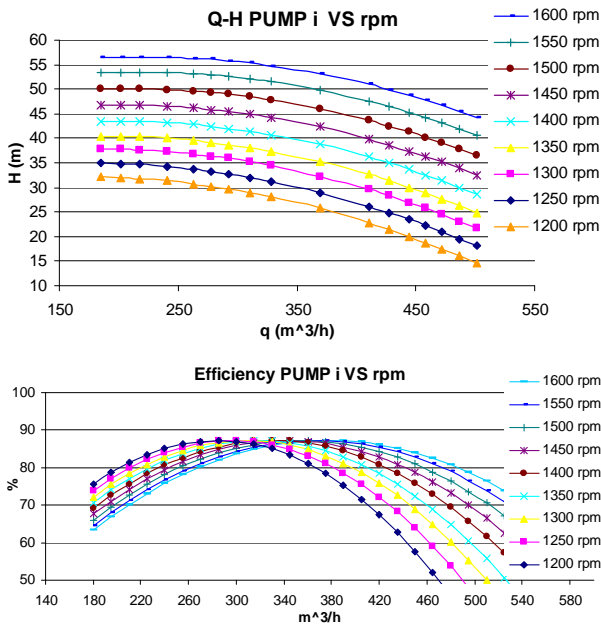 Q-H PUMP i VS rpm
H (m)
60
55
50
45
40
35
30
25
20
15
10
150
250
350
450
550
q (m^3/h)
1600 rpm
1550 rpm
1500 rpm
1450 rpm
1400 rpm
1350 rpm
1300 rpm
1250 rpm
1200 rpm
Efficiency PUMP i VS rpm
%
100
90
80
70
60
50
140
180
220
260
300
340
380
420
460
500
540
580
m^3/h
1600 rpm
1550 rpm
1500 rpm
1450 rpm
1400 rpm
1350 rpm
1300 rpm
1250 rpm
1200 rpm